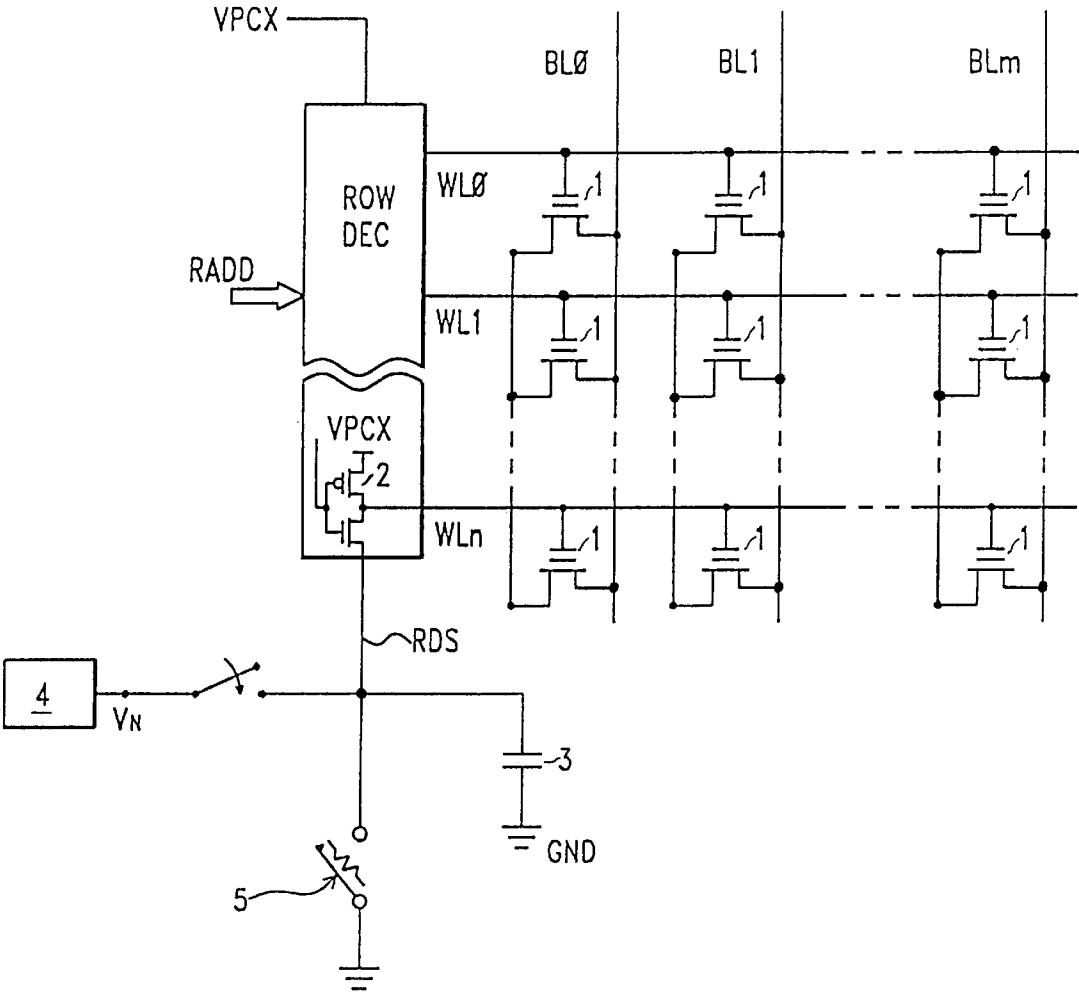 VPCX
BLØ BL1 BLm
ROW
DEC
WLØ 1 1 1
RADD
WL1 1 1 1
VPCX
2
WLn 1 1 1
RDS
4
VN
3
GND
5